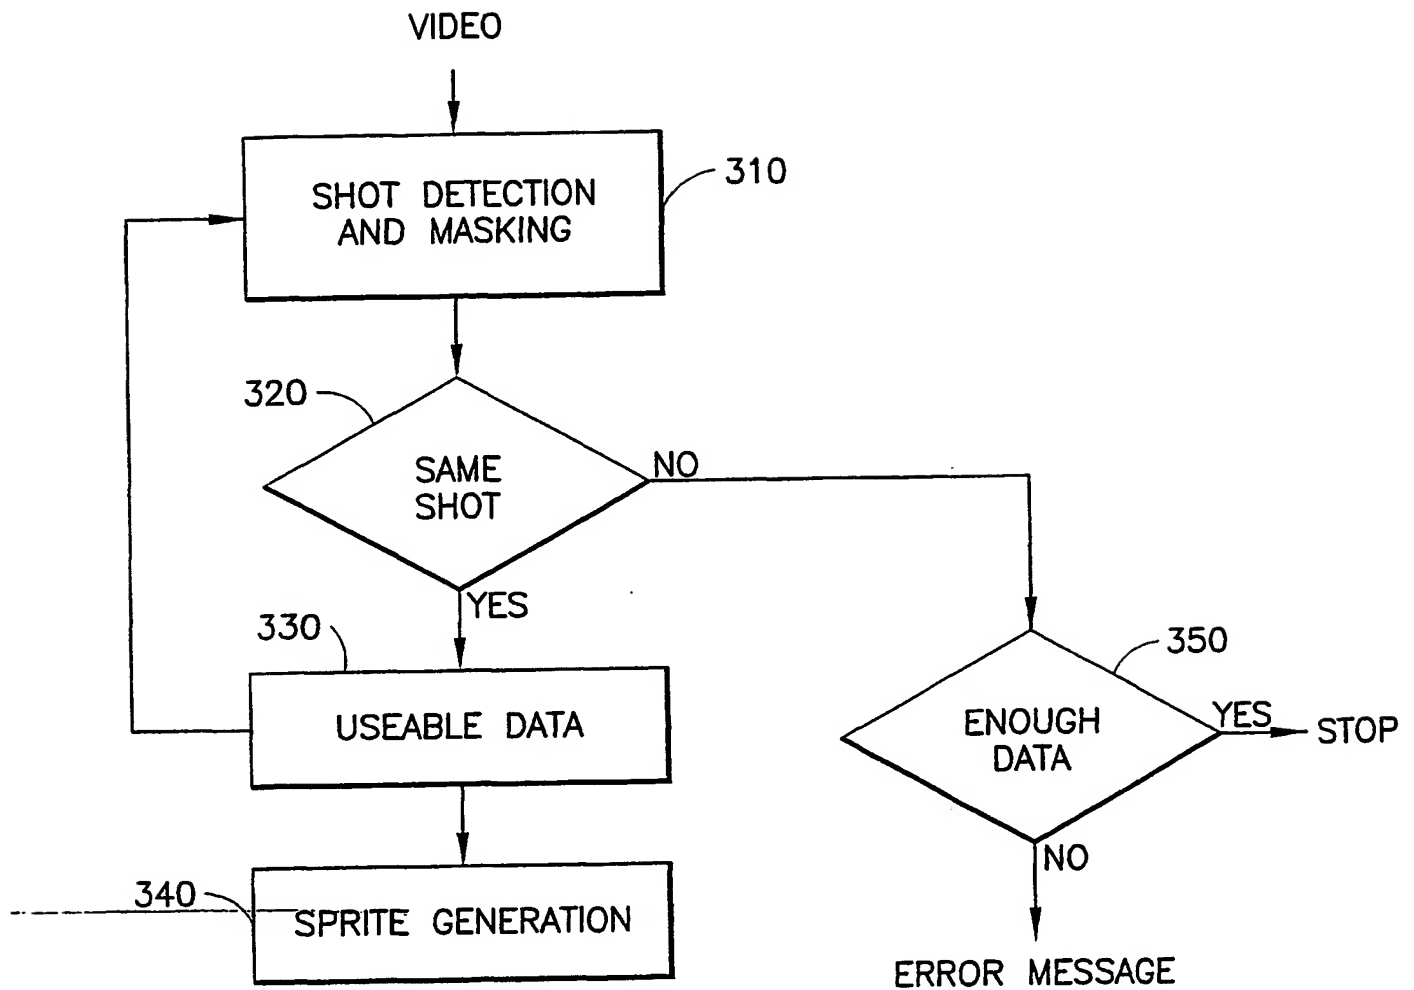 VIDEO
SHOT DETECTION
AND MASKING
310
320
SAME
SHOT
NO
YES
330
USEABLE DATA
350
ENOUGH
DATA
YES
STOP
NO
340
SPRITE GENERATION
ERROR MESSAGE